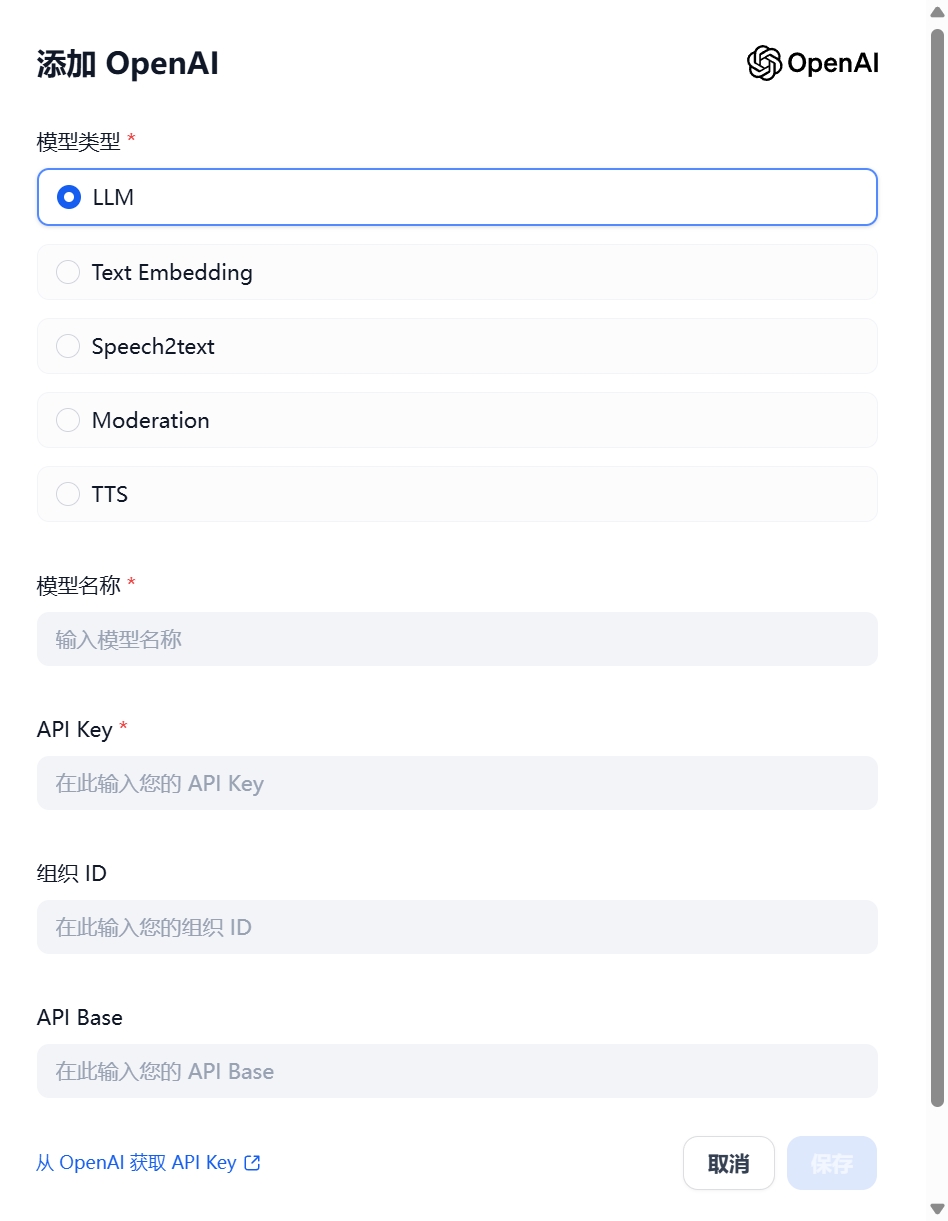 添加 OpenAI
OpenAI
模型类型 *
LLM
Text Embedding
Speech2text
Moderation
TTS
模型名称 *
输入模型名称
API Key *
在此输入您的 API Key
组织 ID
在此输入您的组织 ID
API Base
在此输入您的 API Base
从 OpenAI 获取 API Key
取消
保存